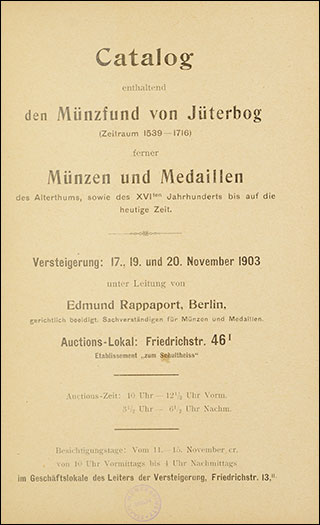 Catalog
enthaltend
den Münzfund von Jüterbog
(Zeitraum 1539—1716)
ferner
Münzen und Medaillen
des Alterthums, sowie des XVIten Jahrhunderts bis auf die
heutige Zeit.
Versteigerung: 17., 19. und 20. November 1903
unter Leitung von
Edmund Rappaport, Berlin,
gerichtlich beeidigt. Sachverständigen für Münzen und Medaillen.
Auctions-Lokal: Friedrichstr. 46I
Etablissement „zum Schultheiss“
Auctions-Zeit: 10 Uhr—12½ Uhr Vorm.
3½ Uhr — 6½ Uhr Nachm.
Besichtigungstage: Vom 11.—15. November cr.
von 10 Uhr Vormittags bis 4 Uhr Nachmittags
im Geschäftslokale des Leiters der Versteigerung, Friedrichstr. 13,II.